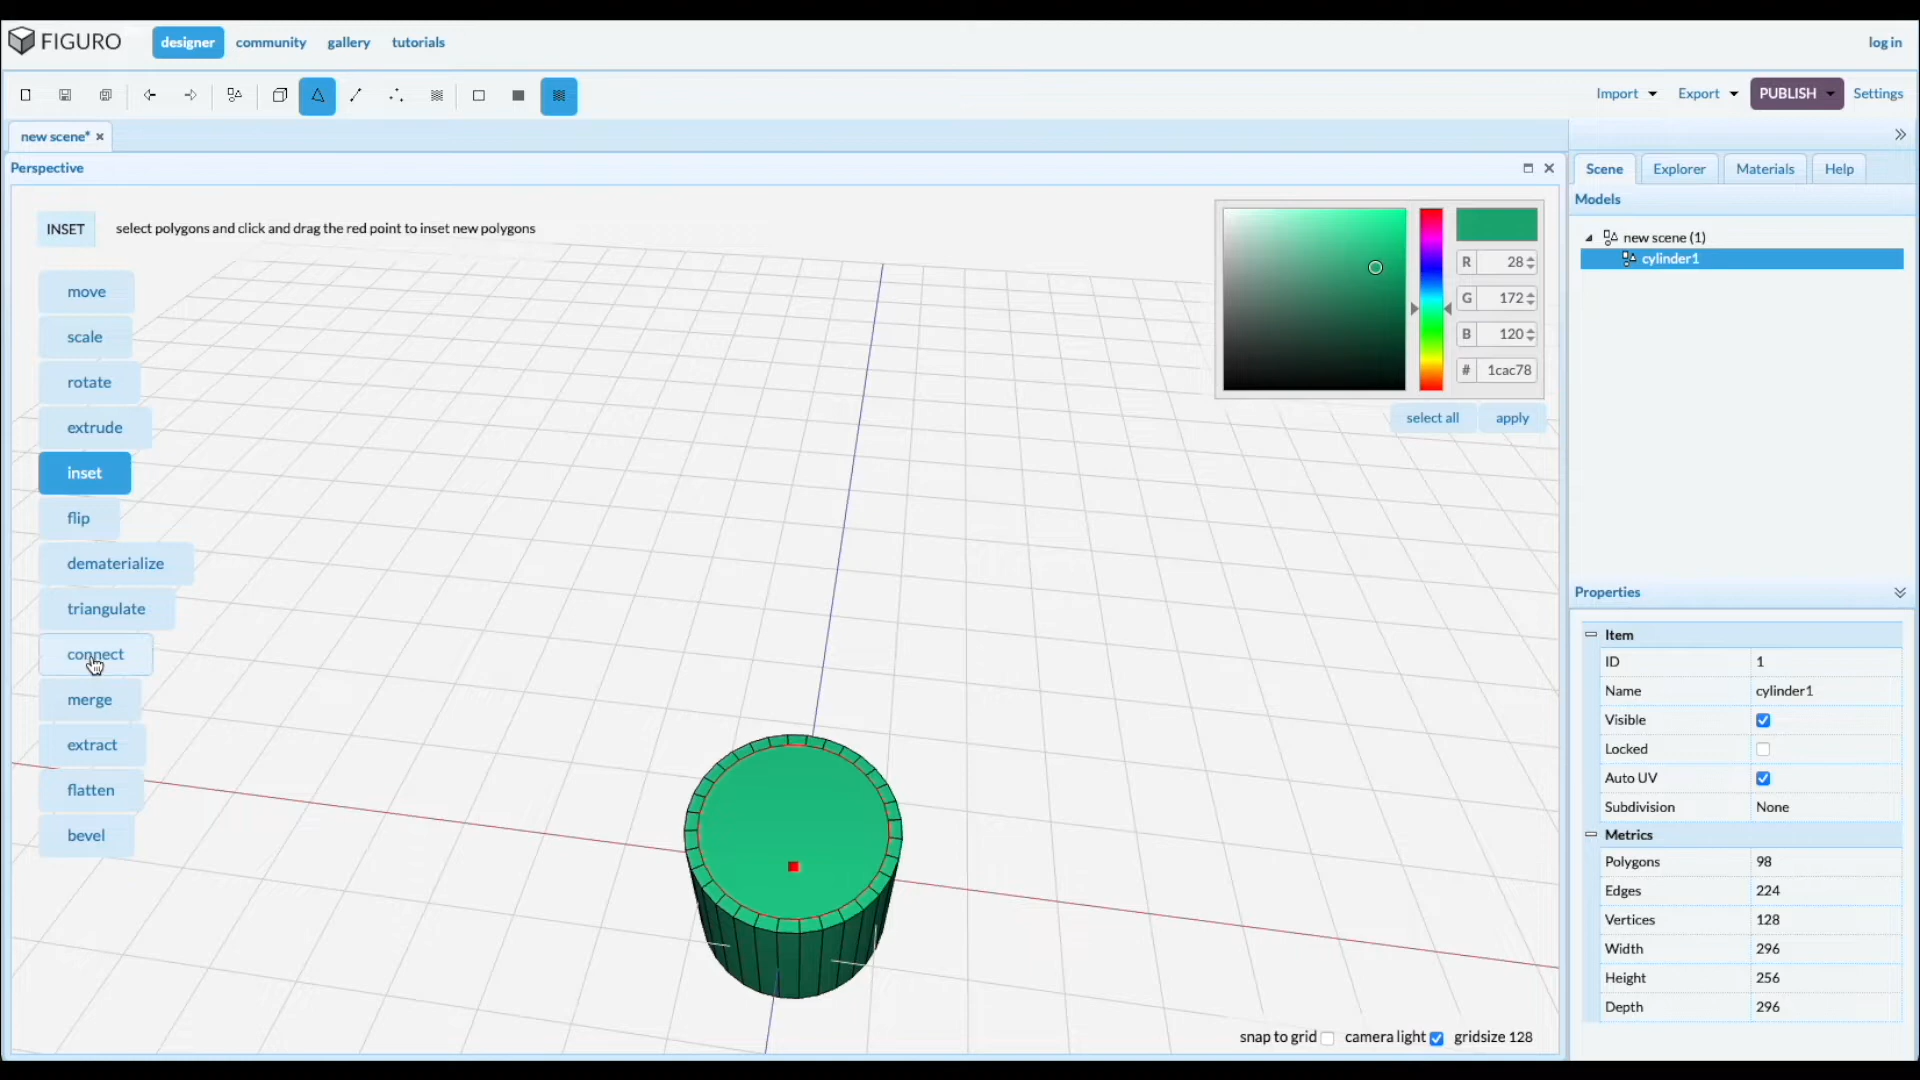 FIGURO
designer community gallery tutorials
log in
Import Export PUBLISH Settings
new scene* ×
Perspective
INSET select polygons and click and drag the red point to inset new polygons
move
scale
rotate
extrude
inset
flip
dematerialize
triangulate
connect
merge
extract
flatten
bevel
R 28
G 172
B 120
# 1cac78
select all apply
snap to grid camera light gridsize 128
Scene Explorer Materials Help
Models
new scene (1)
cylinder1
Properties
Item
ID 1
Name cylinder1
Visible
Locked
Auto UV
Subdivision None
Metrics
Polygons 98
Edges 224
Vertices 128
Width 296
Height 256
Depth 296